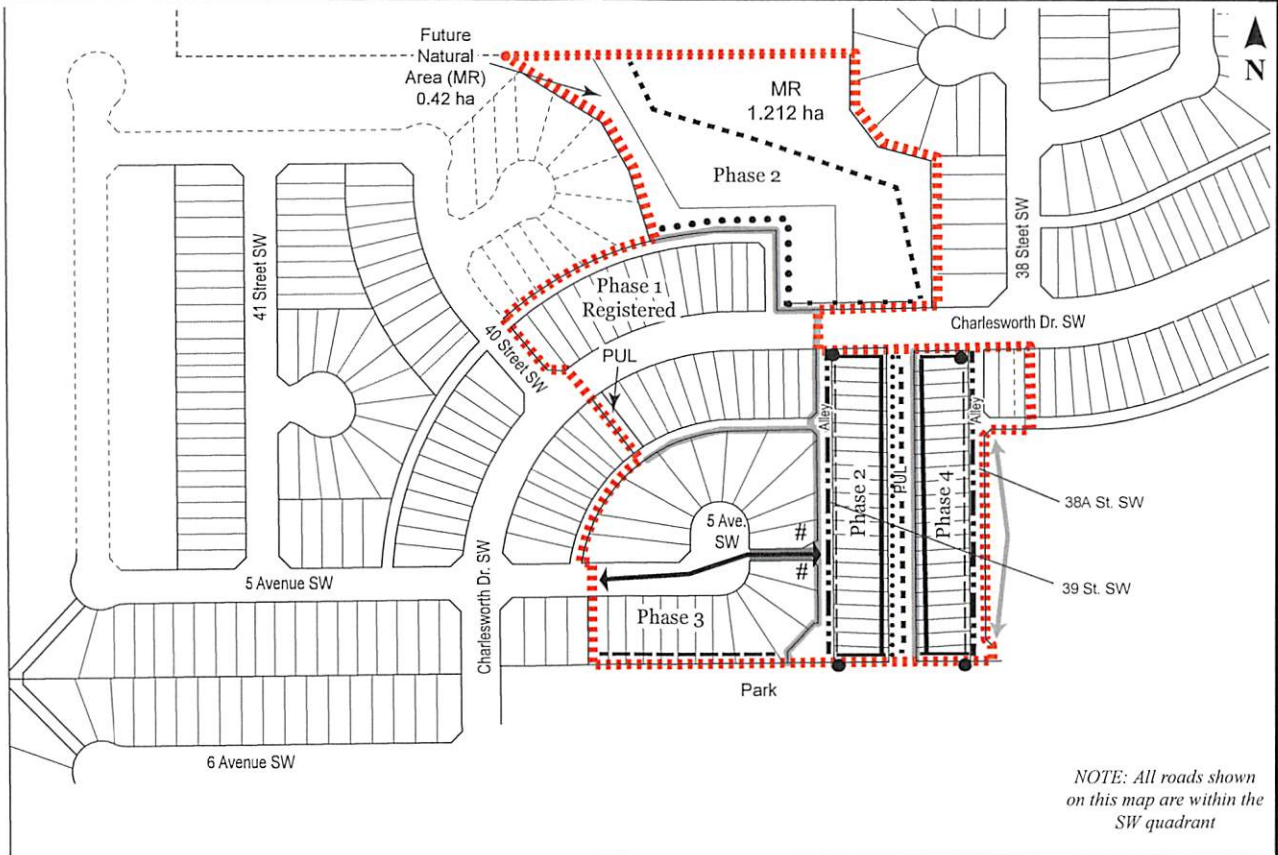 Future
Natural
Area (MR)
0.42 ha
MR
1.212 ha
N
Phase 2
41 Street SW
38 Steet SW
Phase 1
Registered
40 Street SW
PUL
Charlesworth Dr. SW
Alley
Alley
Phase 2
PUL
Phase 4
38A St. SW
5 Ave.
SW
#
#
39 St. SW
5 Avenue SW
Charlesworth Dr. SW
Phase 3
Park
6 Avenue SW
NOTE: All roads shown
on this map are within the
SW quadrant